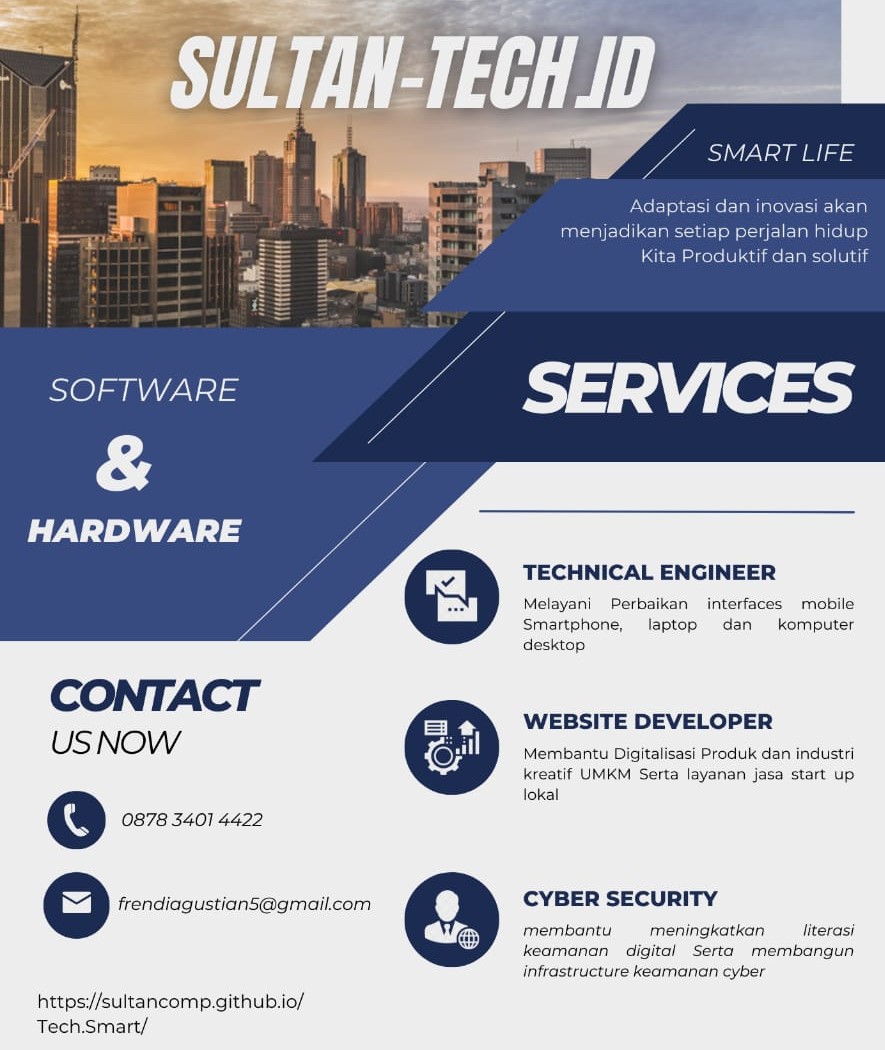 SULTAN-TECH.ID
SMART LIFE
Adaptasi dan inovasi akan
menjadikan setiap perjalan hidup
Kita Produktif dan solutif
SERVICES
SOFTWARE
&
HARDWARE
TECHNICAL ENGINEER
Melayani Perbaikan interfaces mobile
Smartphone, laptop dan komputer
desktop
WEBSITE DEVELOPER
Membantu Digitalisasi Produk dan industri
kreatif UMKM Serta layanan jasa start up
lokal
CYBER SECURITY
membantu meningkatkan literasi
keamanan digital Serta membangun
infrastructure keamanan cyber
CONTACT
US NOW
0878 3401 4422
frendiagustian5@gmail.com
https://sultancomp.github.io/
Tech.Smart/